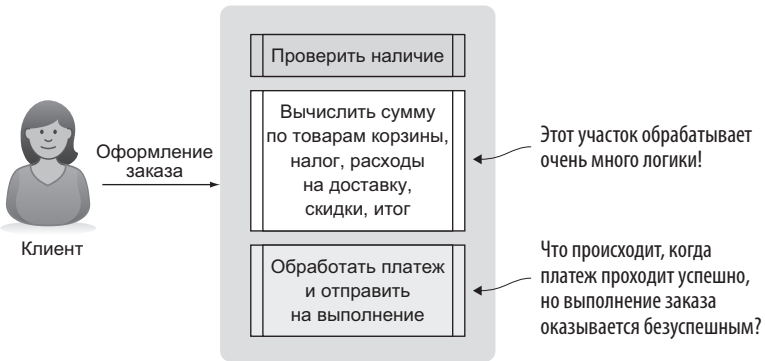 Проверить наличие
Вычислить сумму
по товарам корзины,
налог, расходы
на доставку,
скидки, итог
Этот участок обрабатывает
очень много логики!
Оформление
заказа
Клиент
Обработать платеж
и отправить
на выполнение
Что происходит, когда
платеж проходит успешно,
но выполнение заказа
оказывается безуспешным?